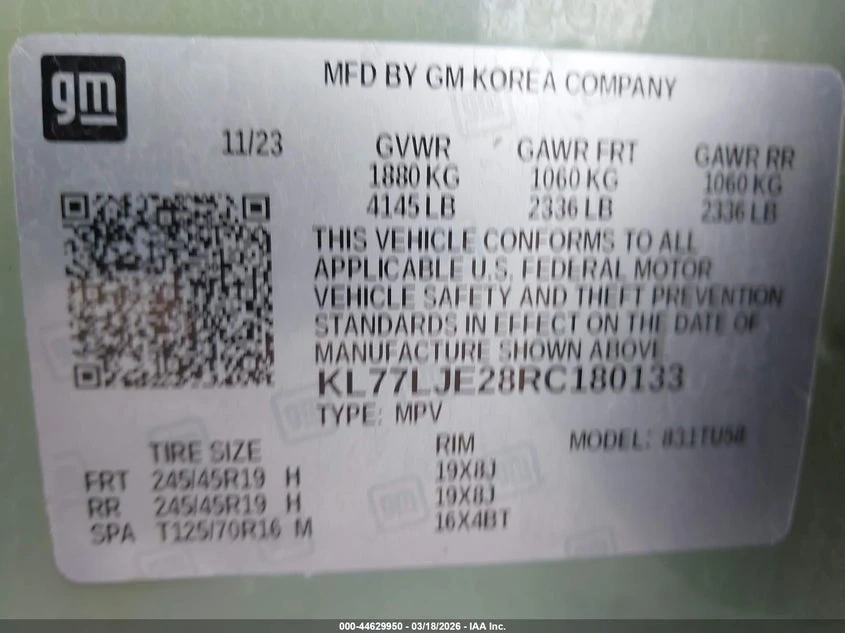 gm
MFD BY GM KOREA COMPANY
11/23 GVWR GAWR FRT GAWR RR
1880 KG 1060 KG 1060 KG
4145 LB 2336 LB 2336 LB
THIS VEHICLE CONFORMS TO ALL
APPLICABLE U.S. FEDERAL MOTOR
VEHICLE SAFETY AND THEFT PREVENTION
STANDARDS IN EFFECT ON THE DATE OF
MANUFACTURE SHOWN ABOVE.
KL77LJE28RC180133
TYPE: MPV
TIRE SIZE RIM MODEL:
FRT 245/45R19 H 19X8J
RR 245/45R19 H 19X8J
SPA T125/70R16 M 16X4BT
000-44629950 - 03/18/2026 - IAA Inc.